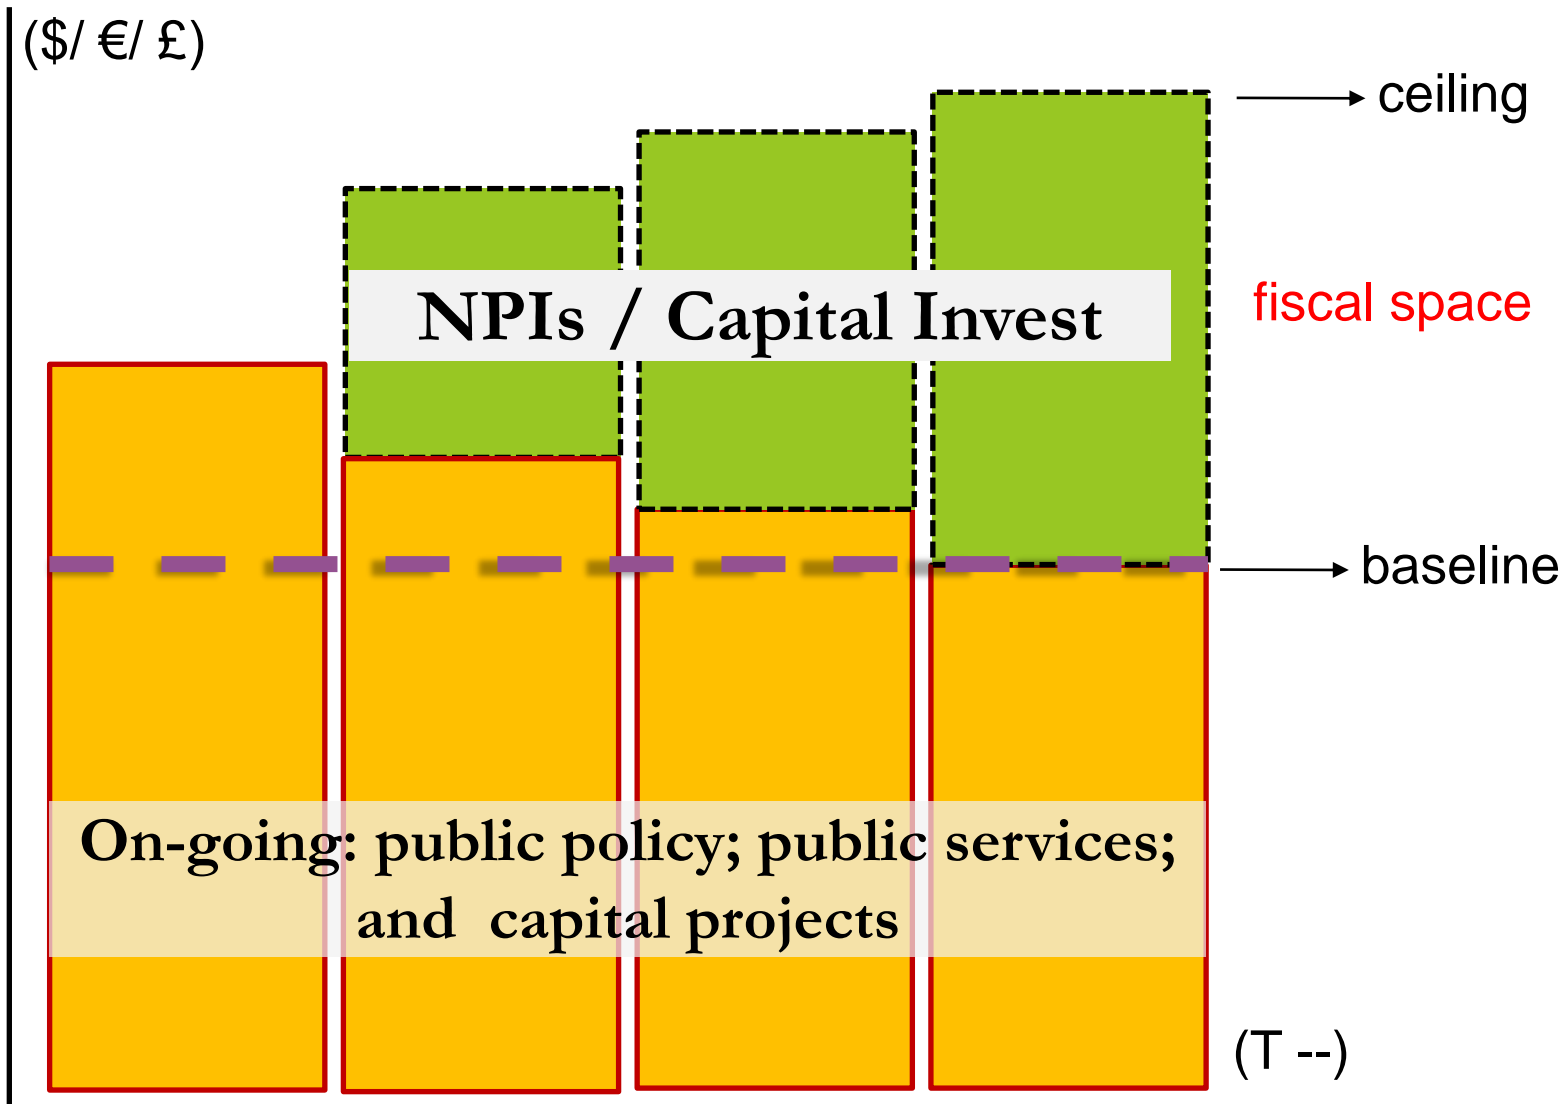 ($/ €/ £)
ceiling
NPIs / Capital Invest
fiscal space
baseline
On-going: public policy; public services;
and capital projects
(T --)